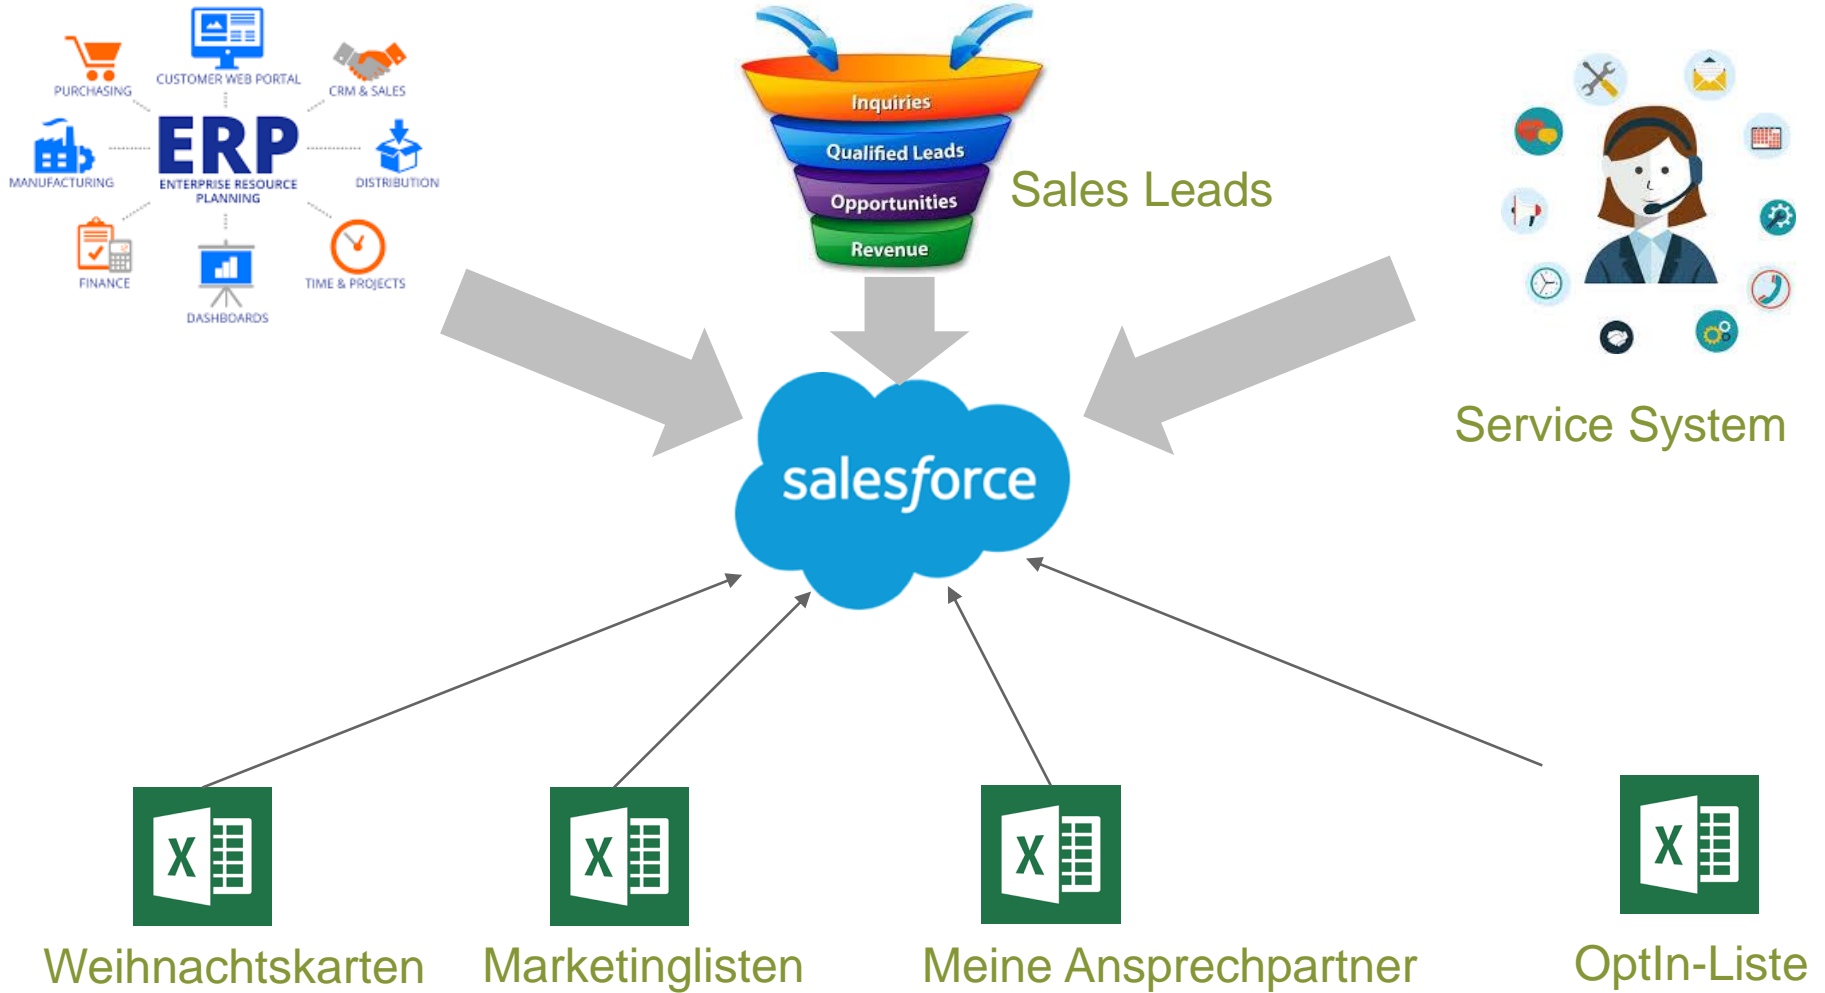 PURCHASING
CUSTOMER WEB PORTAL
CRM & SALES
MANUFACTURING
ERP
ENTERPRISE RESOURCE
PLANNING
DISTRIBUTION
FINANCE
DASHBOARDS
TIME & PROJECTS
Inquiries
Qualified Leads
Opportunities
Revenue
Sales Leads
Service System
salesforce
X
X
X
X
Weihnachtskarten
Marketinglisten
Meine Ansprechpartner
OptIn-Liste